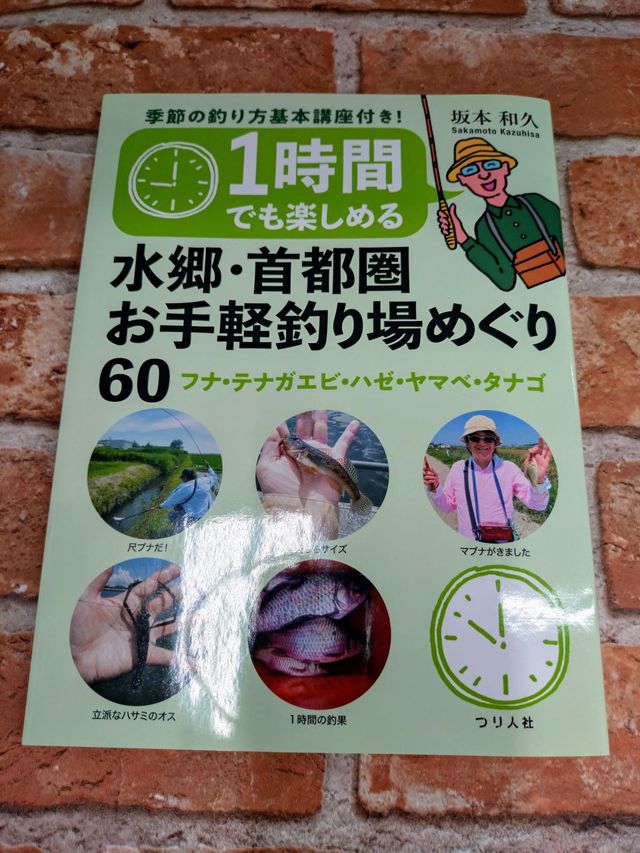 季節の釣り方基本講座付き!
坂本 和久
Sakamoto Kazuhisa
1時間
でも楽しめる
水郷・首都圏
お手軽釣り場めぐり
60 フナ・テナガエビ・ハゼ・ヤマベ・タナゴ
尺ブナだ!
サイズ
マブナがきました
立派なハサミのオス
1時間の釣果
つり人社